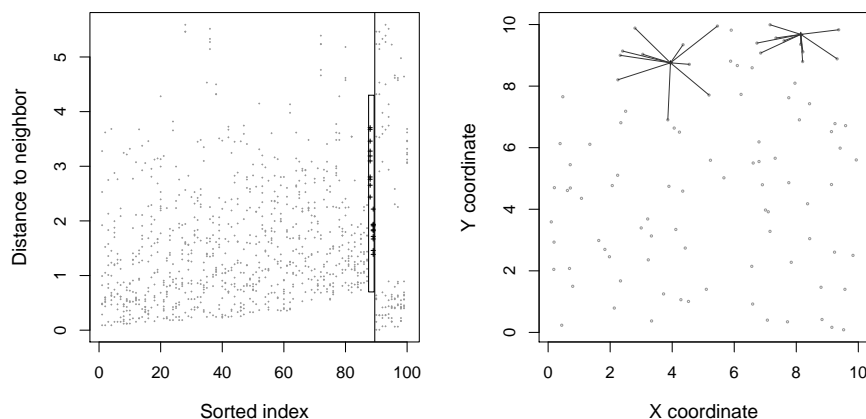 Distance to neighbor
5
4
3
2
1
0
0 20 40 60 80 100
Sorted index
Y coordinate
10
8
6
4
2
0
0 2 4 6 8 10
X coordinate